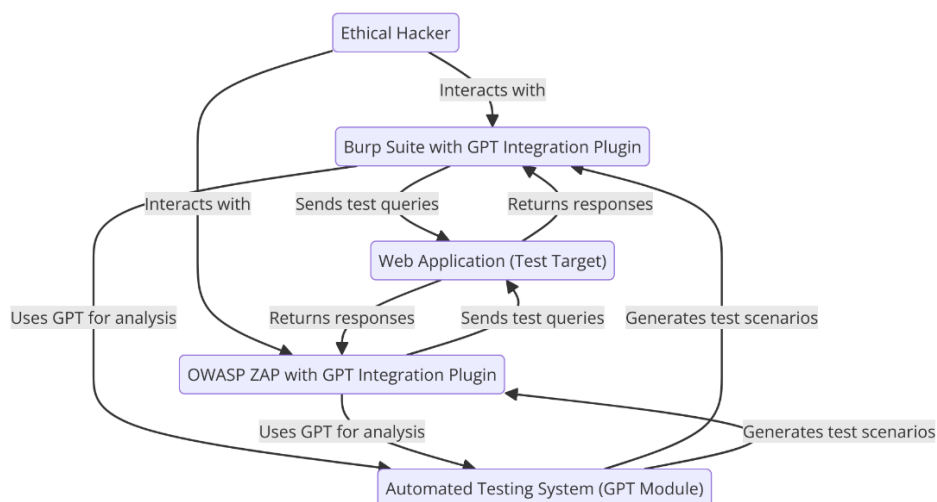 Ethical Hacker
Interacts with
Burp Suite with GPT Integration Plugin
Interacts with
Sends test queries
Returns responses
Web Application (Test Target)
Uses GPT for analysis
Returns responses
Sends test queries
Generates test scenarios
OWASP ZAP with GPT Integration Plugin
Uses GPT for analysis
Generates test scenarios
Automated Testing System (GPT Module)